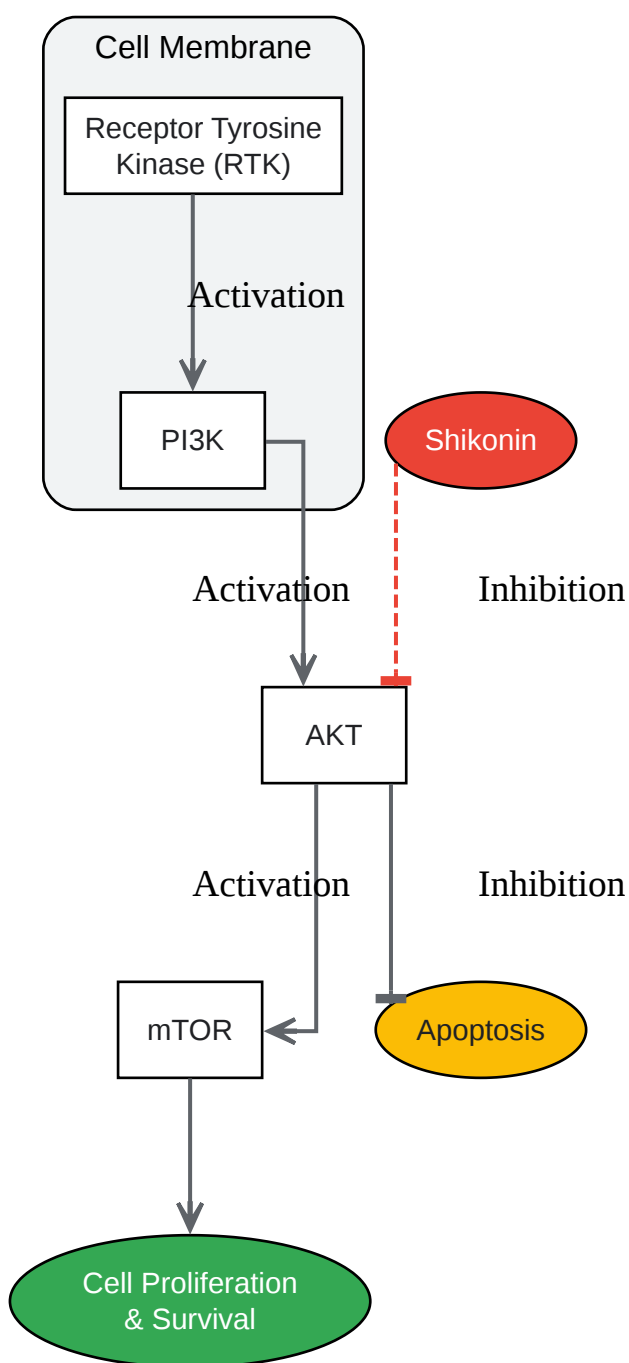 Cell Membrane
Receptor Tyrosine
Kinase (RTK)
Activation
PI3K
Shikonin
Activation
Inhibition
AKT
Activation
Inhibition
mTOR
Apoptosis
Cell Proliferation
& Survival